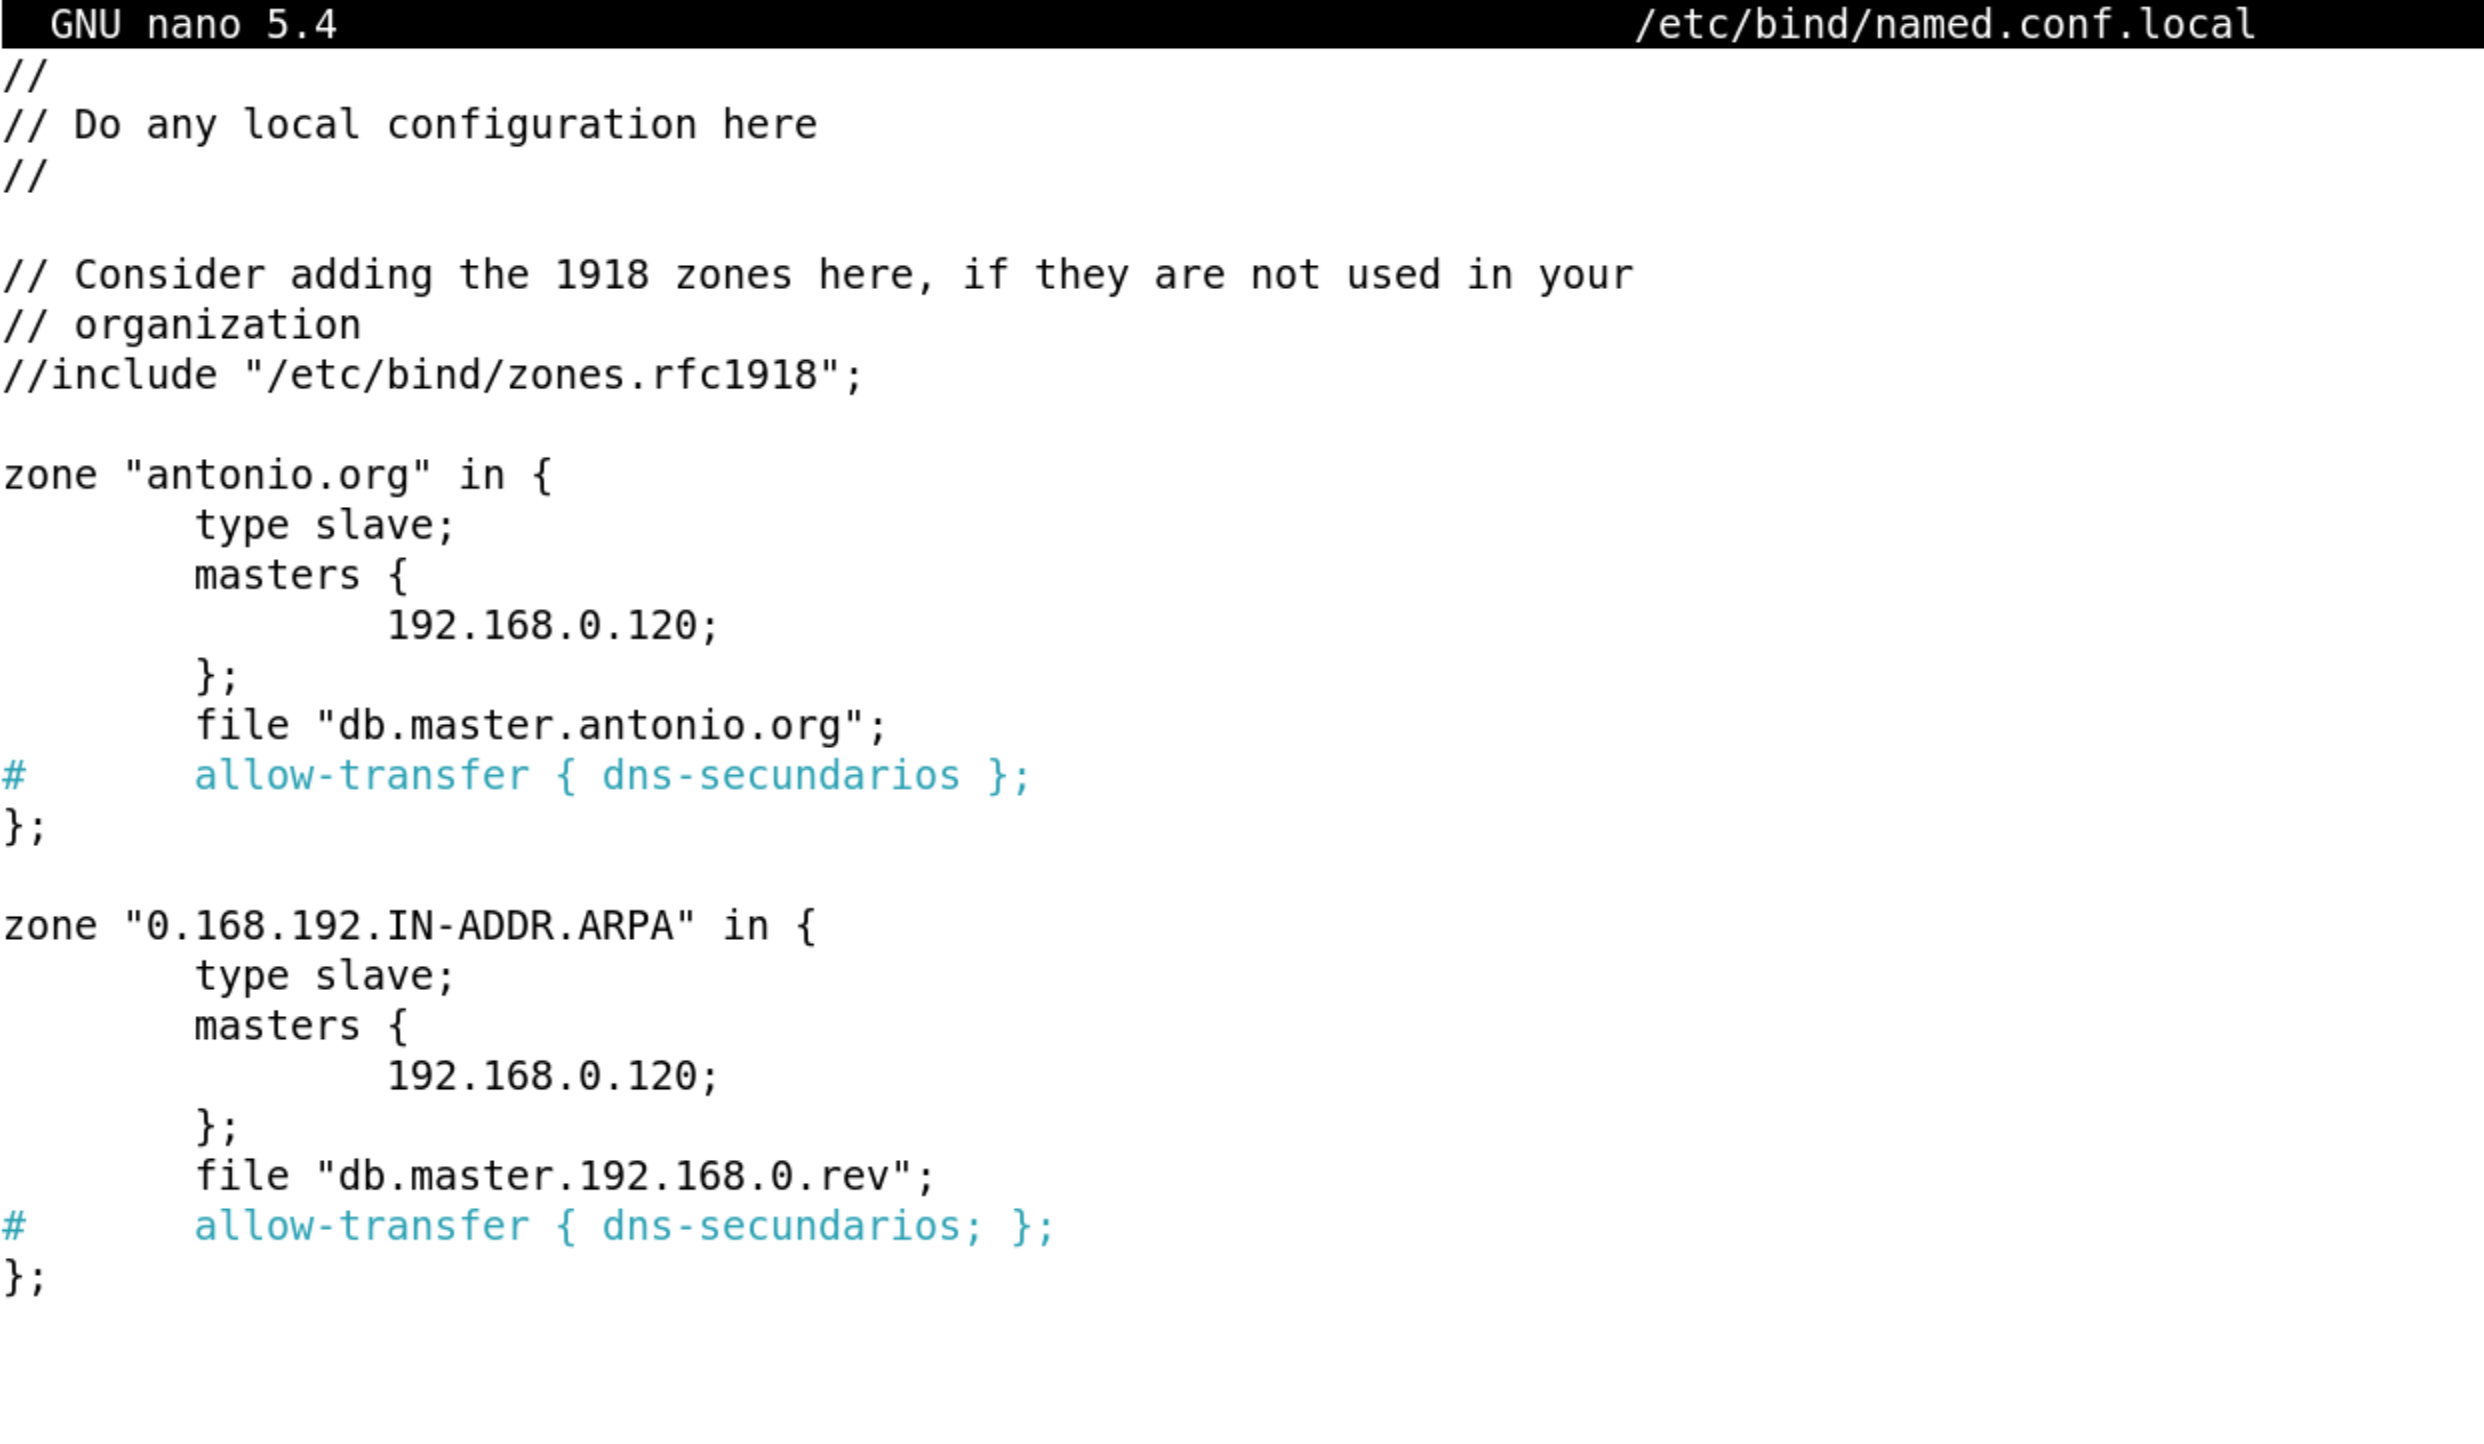 GNU nano 5.4 /etc/bind/named.conf.local
//
// Do any local configuration here
//
// Consider adding the 1918 zones here, if they are not used in your
// organization
//include "/etc/bind/zones.rfc1918";
zone "antonio.org" in {
type slave;
masters {
192.168.0.120;
};
file "db.master.antonio.org";
# allow-transfer { dns-secundarios };
};
zone "0.168.192.IN-ADDR.ARPA" in {
type slave;
masters {
192.168.0.120;
};
file "db.master.192.168.0.rev";
# allow-transfer { dns-secundarios; };
};